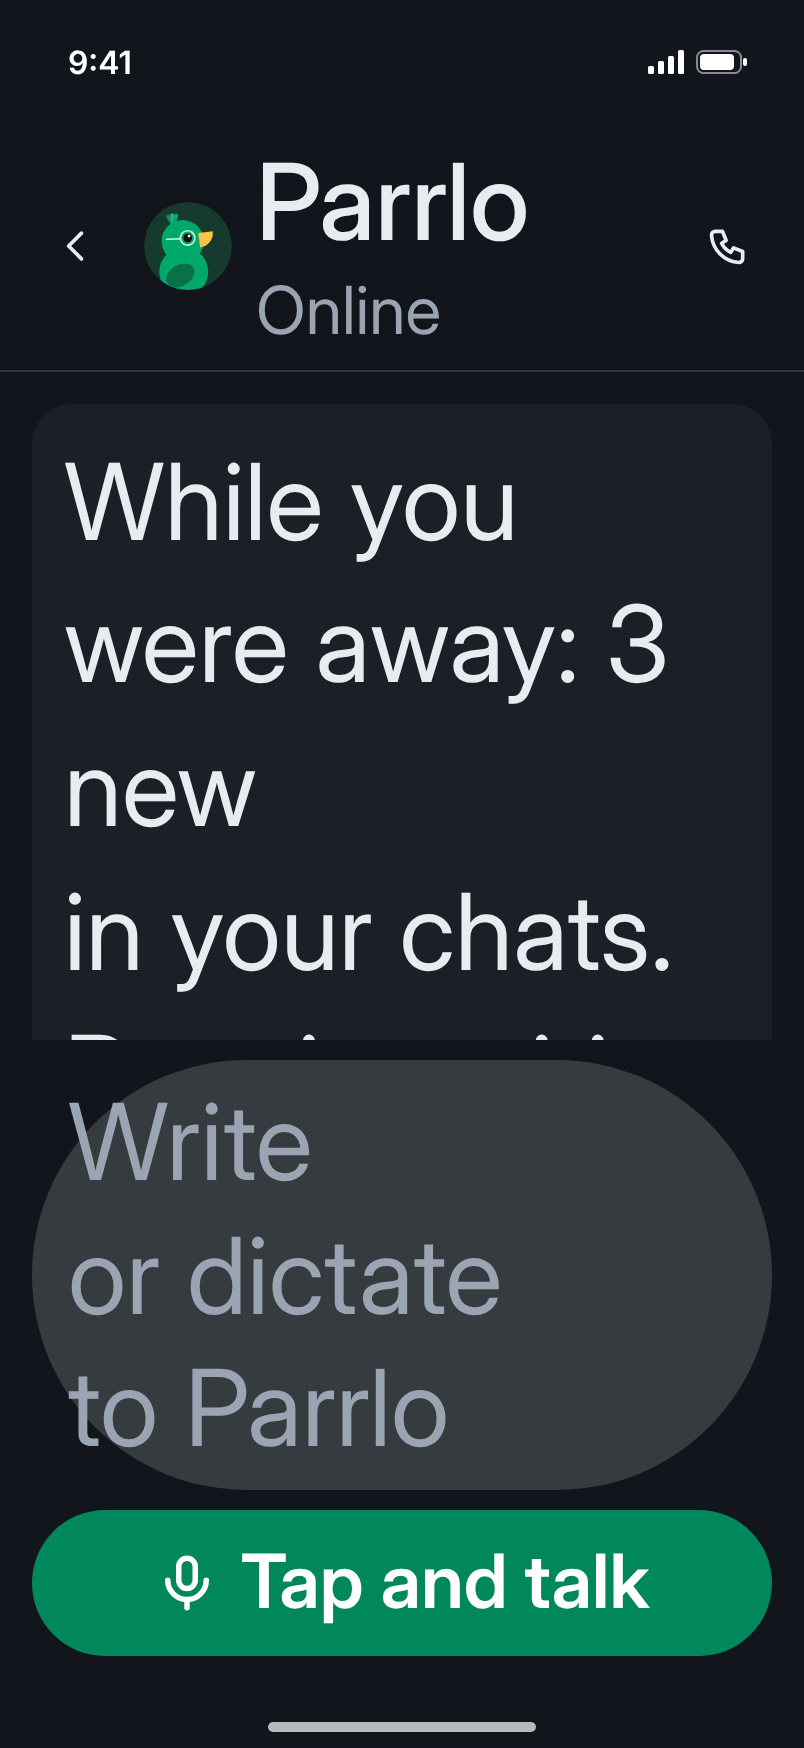 9:41
Parrlo
Online
While you
were away: 3
new
in your chats.
Write
or dictate
to Parrlo
Tap and talk